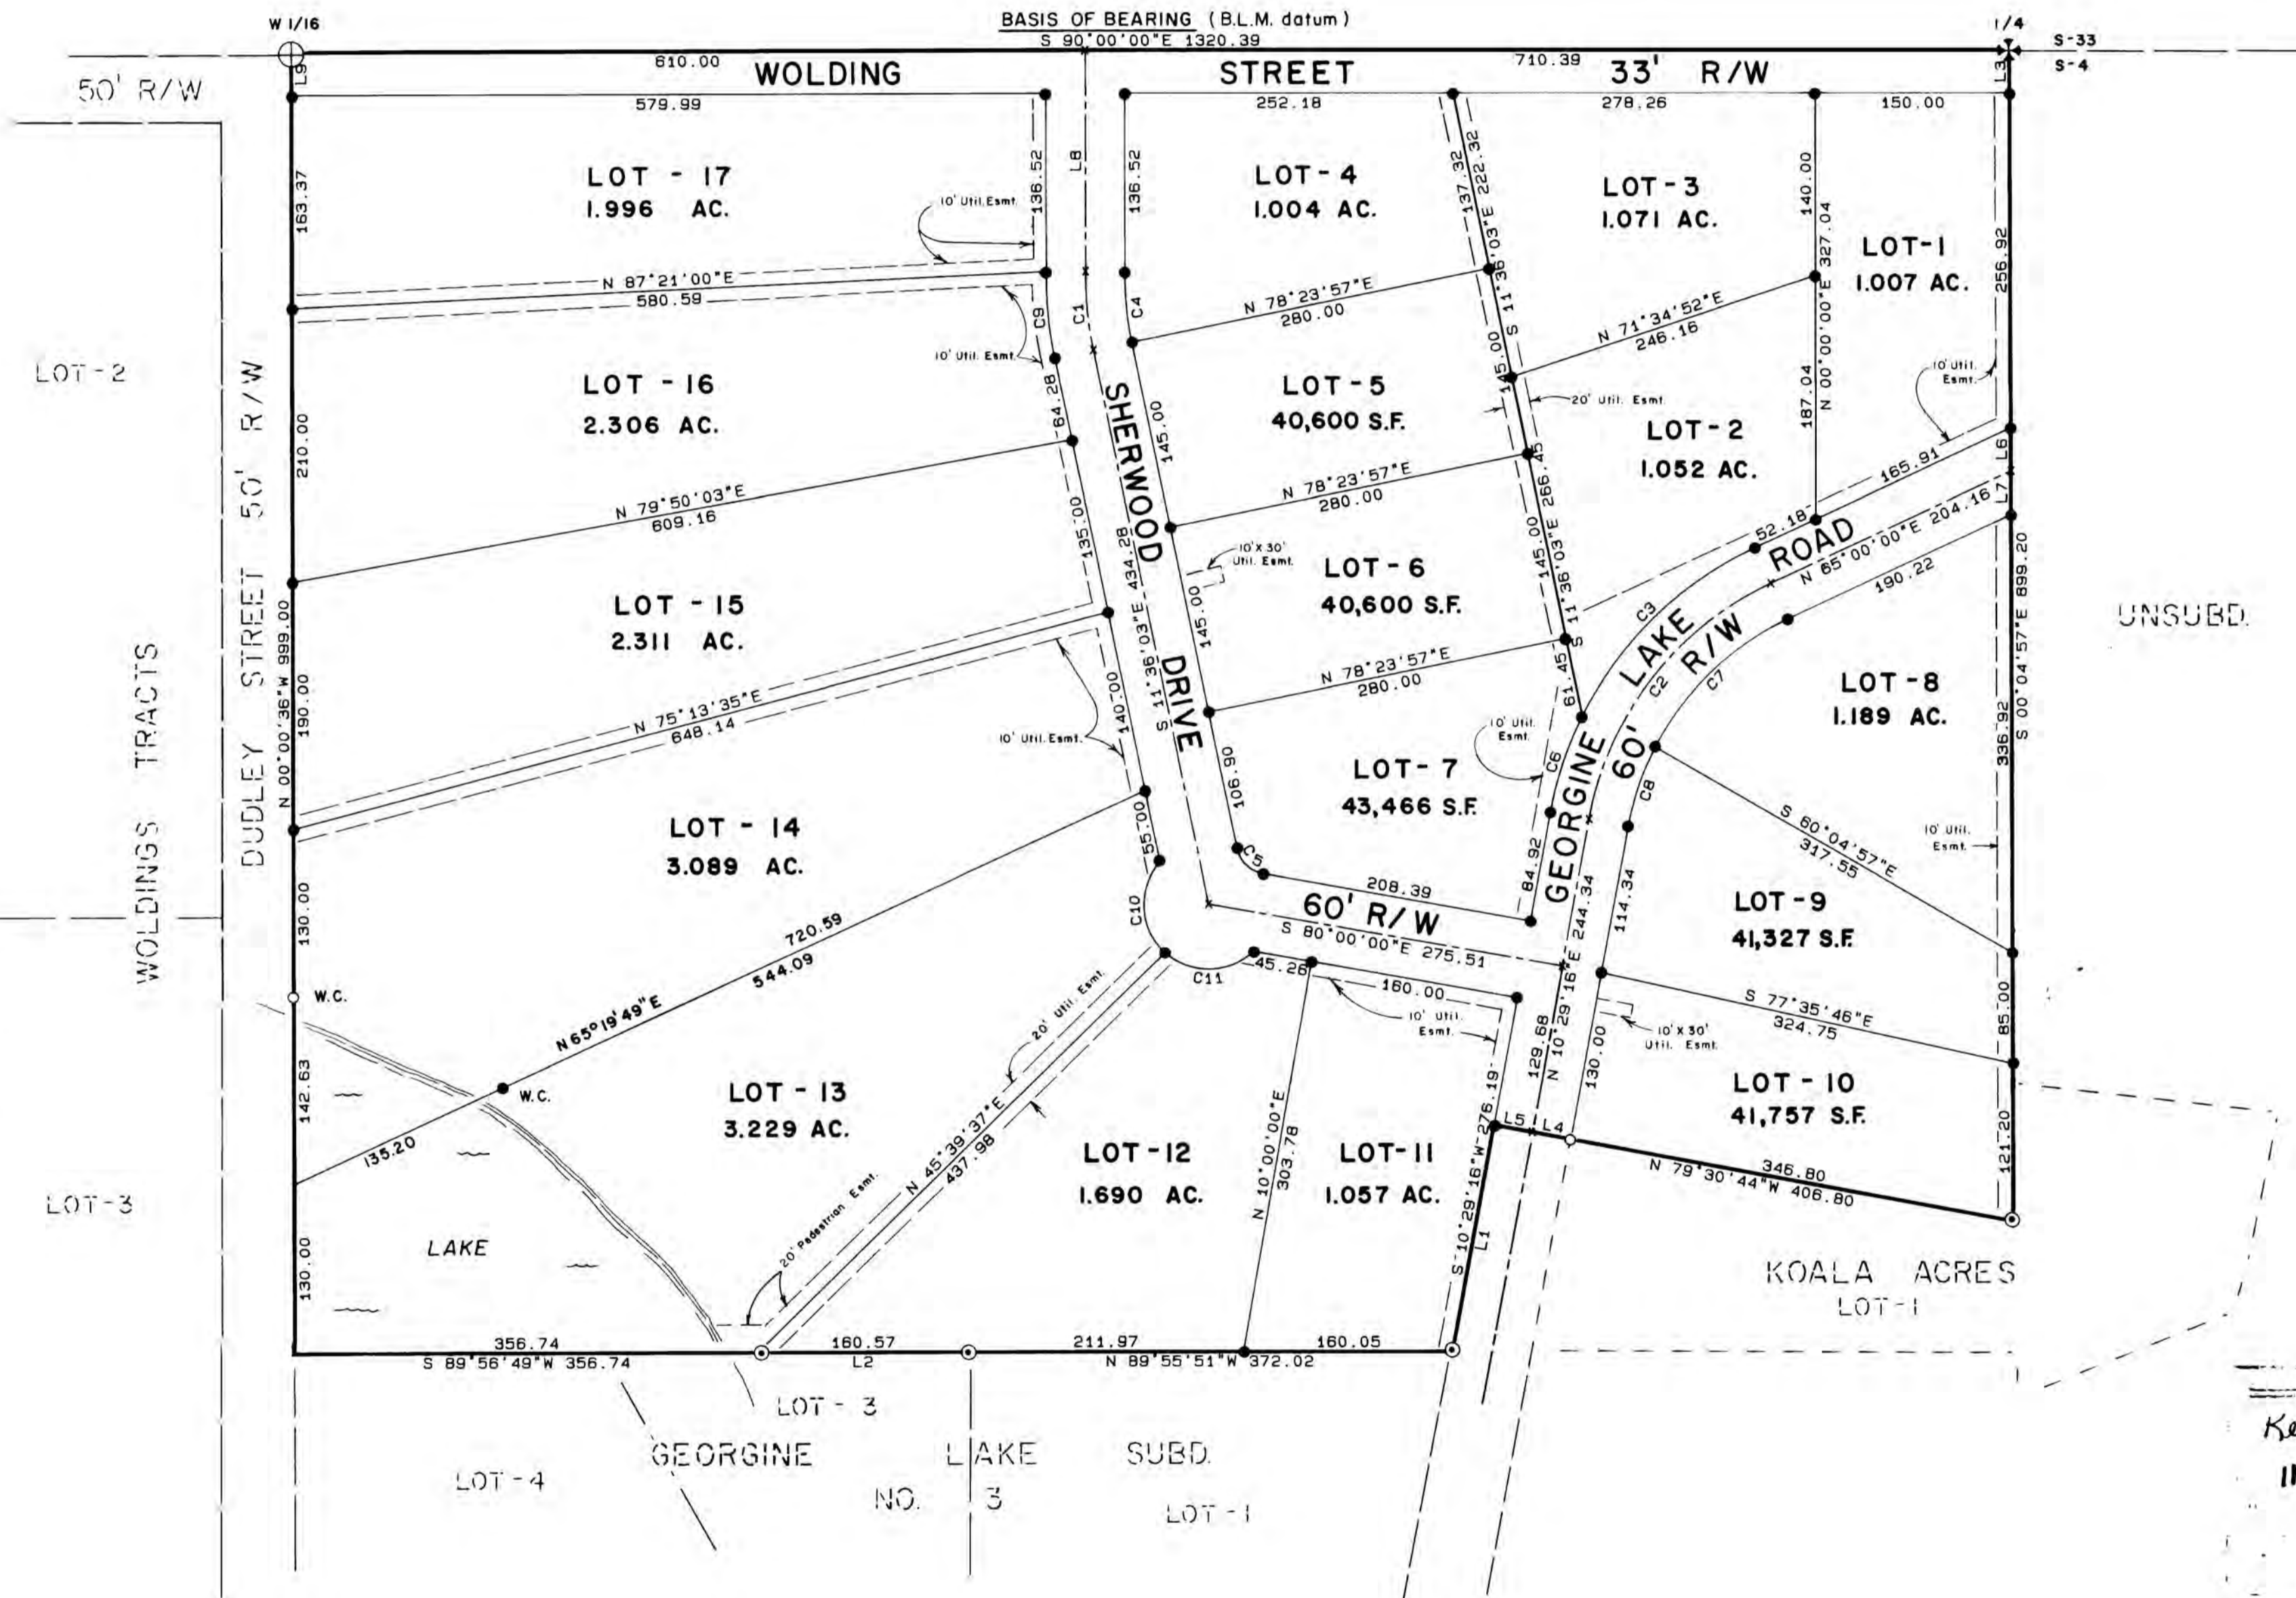 BASIS OF BEARING (B.L.M. datum)
S 90°00'00"E 1320.39
W 1/16
1/4
S-33
S-4
50' R/W
L9
610.00
WOLDING STREET 33' R/W
710.39
L3
579.99
252.18
278.26
150.00
LOT - 17
1.996 AC.
163.37
10' Util. Esmt.
136.52
L8
136.52
LOT - 4
1.004 AC.
137.32
S 11°36'03"E 222.32
LOT - 3
1.071 AC.
140.00
N 00°00'00"E 327.04
LOT - 1
1.007 AC.
256.92
N 87°21'00"E
580.59
C9
C1
C4
N 78°23'57"E
280.00
N 71°34'52"E
246.16
10' Util. Esmt.
10' Util.
Esmt.
LOT-2
DUDLEY STREET 50' R/W
LOT - 16
2.306 AC.
210.00
64.28
SHERWOOD DRIVE
145.00
LOT - 5
40,600 S.F.
145.00
20' Util. Esmt.
LOT - 2
1.052 AC.
187.04
165.91
L6
L7
N 79°50'03"E
609.16
135.00
N 78°23'57"E
280.00
S 11°36'03"E 266.45
52.18
GEORGINE LAKE ROAD
60' R/W
N 65°00'00"E 204.16
190.22
10'X 30'
Util. Esmt.
LOT - 6
40,600 S.F.
145.00
145.00
C3
C2
C7
S 00°04'57"E 899.20
UNSUBD.
LOT - 15
2.311 AC.
N 00°00'36"W 999.00
190.00
S 11°36'03"E 434.28
WOLDINGS TRACTS
N 75°13'35"E
648.14
10' Util. Esmt.
140.00
N 78°23'57"E
280.00
61.45
LOT - 8
1.189 AC.
336.92
10' Util.
Esmt.
LOT - 7
43,466 S.F.
106.90
C6
C8
S 60°04'57"E
317.55
10' Util.
Esmt.
LOT - 14
3.089 AC.
130.00
55.00
C5
208.39
84.92
60' R/W
S 80°00'00"E 275.51
N 10°29'16"E 244.34
114.34
LOT - 9
41,327 S.F.
C10
C11
45.26
160.00
10' Util.
Esmt.
720.59
544.09
N 65°19'49"E
W.C.
W.C.
135.20
142.63
S 77°35'46"E
324.75
85.00
10'X 30'
Util. Esmt.
130.00
129.68
20' Util. Esmt.
LOT - 13
3.229 AC.
N 45°39'37"E
437.98
20' Pedestrian Esmt.
LOT - 12
1.690 AC.
N 10°00'00"E
303.78
LOT - 11
1.057 AC.
S 10°29'16"W 276.19
L1
L5
L4
LOT - 10
41,757 S.F.
121.20
346.80
N 79°30'44"W 406.80
LOT-3
LAKE
130.00
356.74
S 89°56'49"W 356.74
160.57
L2
211.97
160.05
N 89°55'51"W 372.02
KOALA ACRES
LOT-1
LOT - 3
GEORGINE LAKE SUBD.
NO. 3
LOT - 4
LOT - 1